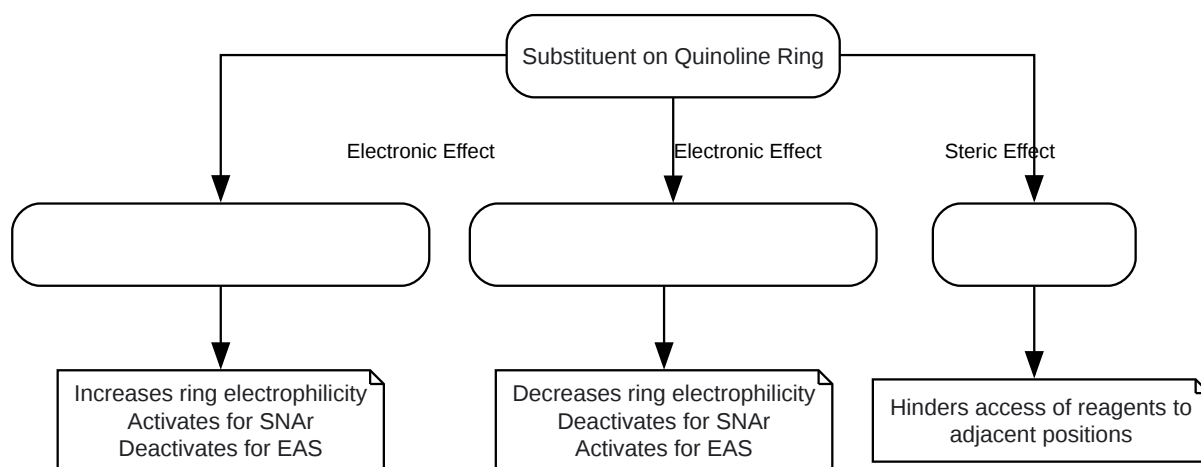 Substituent on Quinoline Ring
Electronic Effect
Electronic Effect
Steric Effect
Increases ring electrophilicity
Activates for SNAr
Deactivates for EAS
Decreases ring electrophilicity
Deactivates for SNAr
Activates for EAS
Hinders access of reagents to
adjacent positions